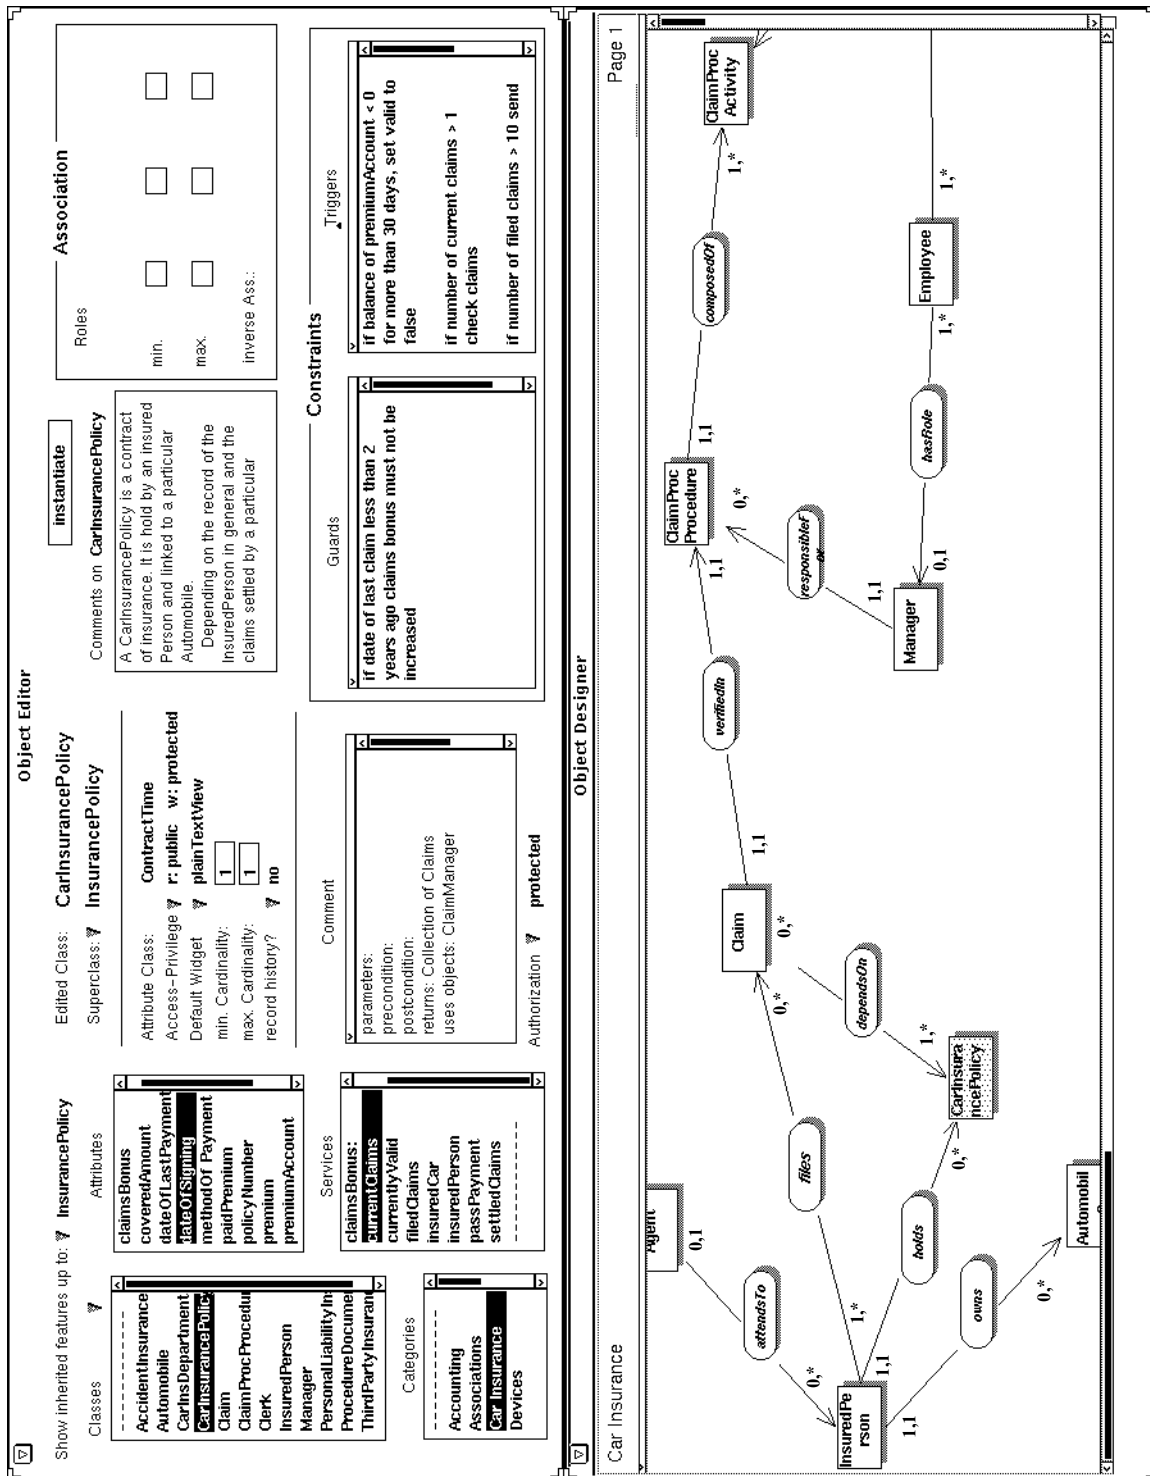 Object Editor
Show inherited features up to: InsurancePolicy
Classes
AccidentInsurance
Automobile
CarInsDepartment
CarInsurancePolicy
Claim
ClaimProcProcedur
Clerk
InsuredPerson
Manager
PersonalLiabilityIn
ProcedureDocume
ThirdPartyInsuranc
Attributes
claimsBonus
coveredAmount
dateOfLastPayment
dateOfSigning
methodOf Payment
paidPremium
policyNumber
premium
premiumAccount
Categories
Accounting
Associations
Car Insurance
Devices
Services
claimsBonus:
currentClaims
currentlyValid
filedClaims
insuredCar
insuredPerson
passPayment
settledClaims
Edited Class: CarInsurancePolicy
Superclass: InsurancePolicy
Attribute Class: ContractTime
Access-Privilege r: public w: protected
Default Widget plainTextView
min. Cardinality: 1
max. Cardinality: 1
record history? no
Comment
parameters:
precondition:
postcondition:
returns: Collection of Claims
uses objects: ClaimManager
Authorization protected
instantiate
Comments on CarInsurancePolicy
A CarInsurancePolicy is a contract
of insurance. It is hold by an insured
Person and linked to a particular
Automobile.
Depending on the record of the
InsuredPerson in general and the
claims settled by a particular
Association
Roles
min.
max.
inverse Ass.:
Constraints
Guards
if date of last claim less than 2
years ago claims bonus must not be
increased
Triggers
if balance of premiumAccount < 0
for more than 30 days, set valid to
false
if number of current claims > 1
check claims
if number of filed claims > 10 send
Object Designer
Car Insurance
Page 1
Agent
0,1
attendsTo
0,*
InsuredPe
rson
1,*
1,1
1,1
files
0,*
holds
0,*
owns
0,*
Automobil
CarInsura
ncePolicy
1,*
dependsOn
0,*
Claim
1,1
verifiedIn
1,1
ClaimProc
Procedure
1,1
composedOf
1,*
ClaimProc
Activity
0,*
responsibleF
or
1,1
Manager
0,1
hasRole
1,*
Employee
1,*